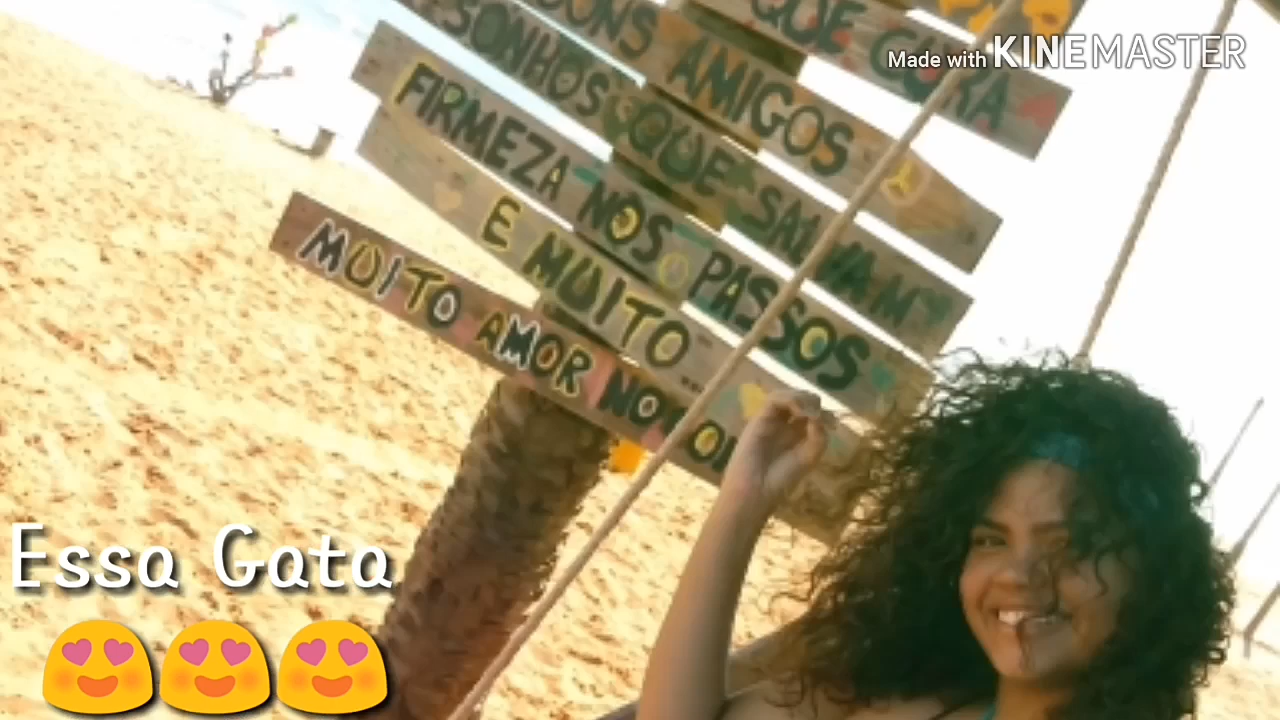 Made with KINEMASTER
QUE CURA
BONS AMIGOS
SONHOS QUE SALVAM
FIRMEZA NOS PASSOS
E MUITO ...
MUITO AMOR NO
Essa Gata